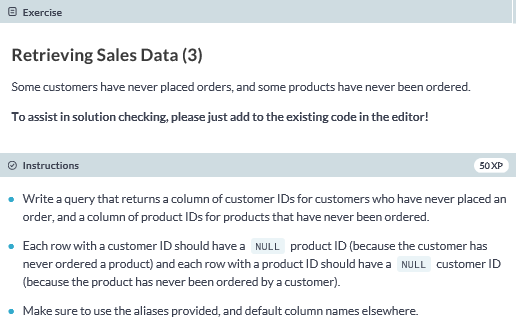 Exercise
Retrieving Sales Data (3)
Some customers have never placed orders, and some products have never been ordered.
To assist in solution checking, please just add to the existing code in the editor!
Instructions
50 XP
Write a query that returns a column of customer IDs for customers who have never placed an
order, and a column of product IDs for products that have never been ordered.
Each row with a customer ID should have a NULL product ID (because the customer has
never ordered a product) and each row with a product ID should have a NULL customer ID
(because the product has never been ordered by a customer).
Make sure to use the aliases provided, and default column names elsewhere.